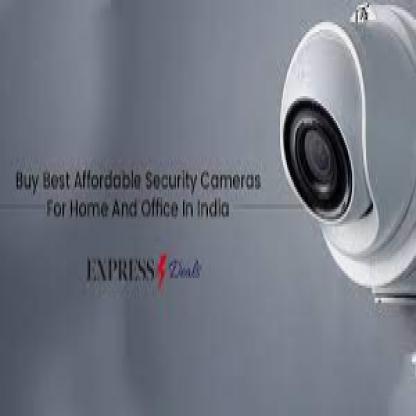 Buy Best Affordable Security Cameras
For Home And Office In India
EXPRESS Deals